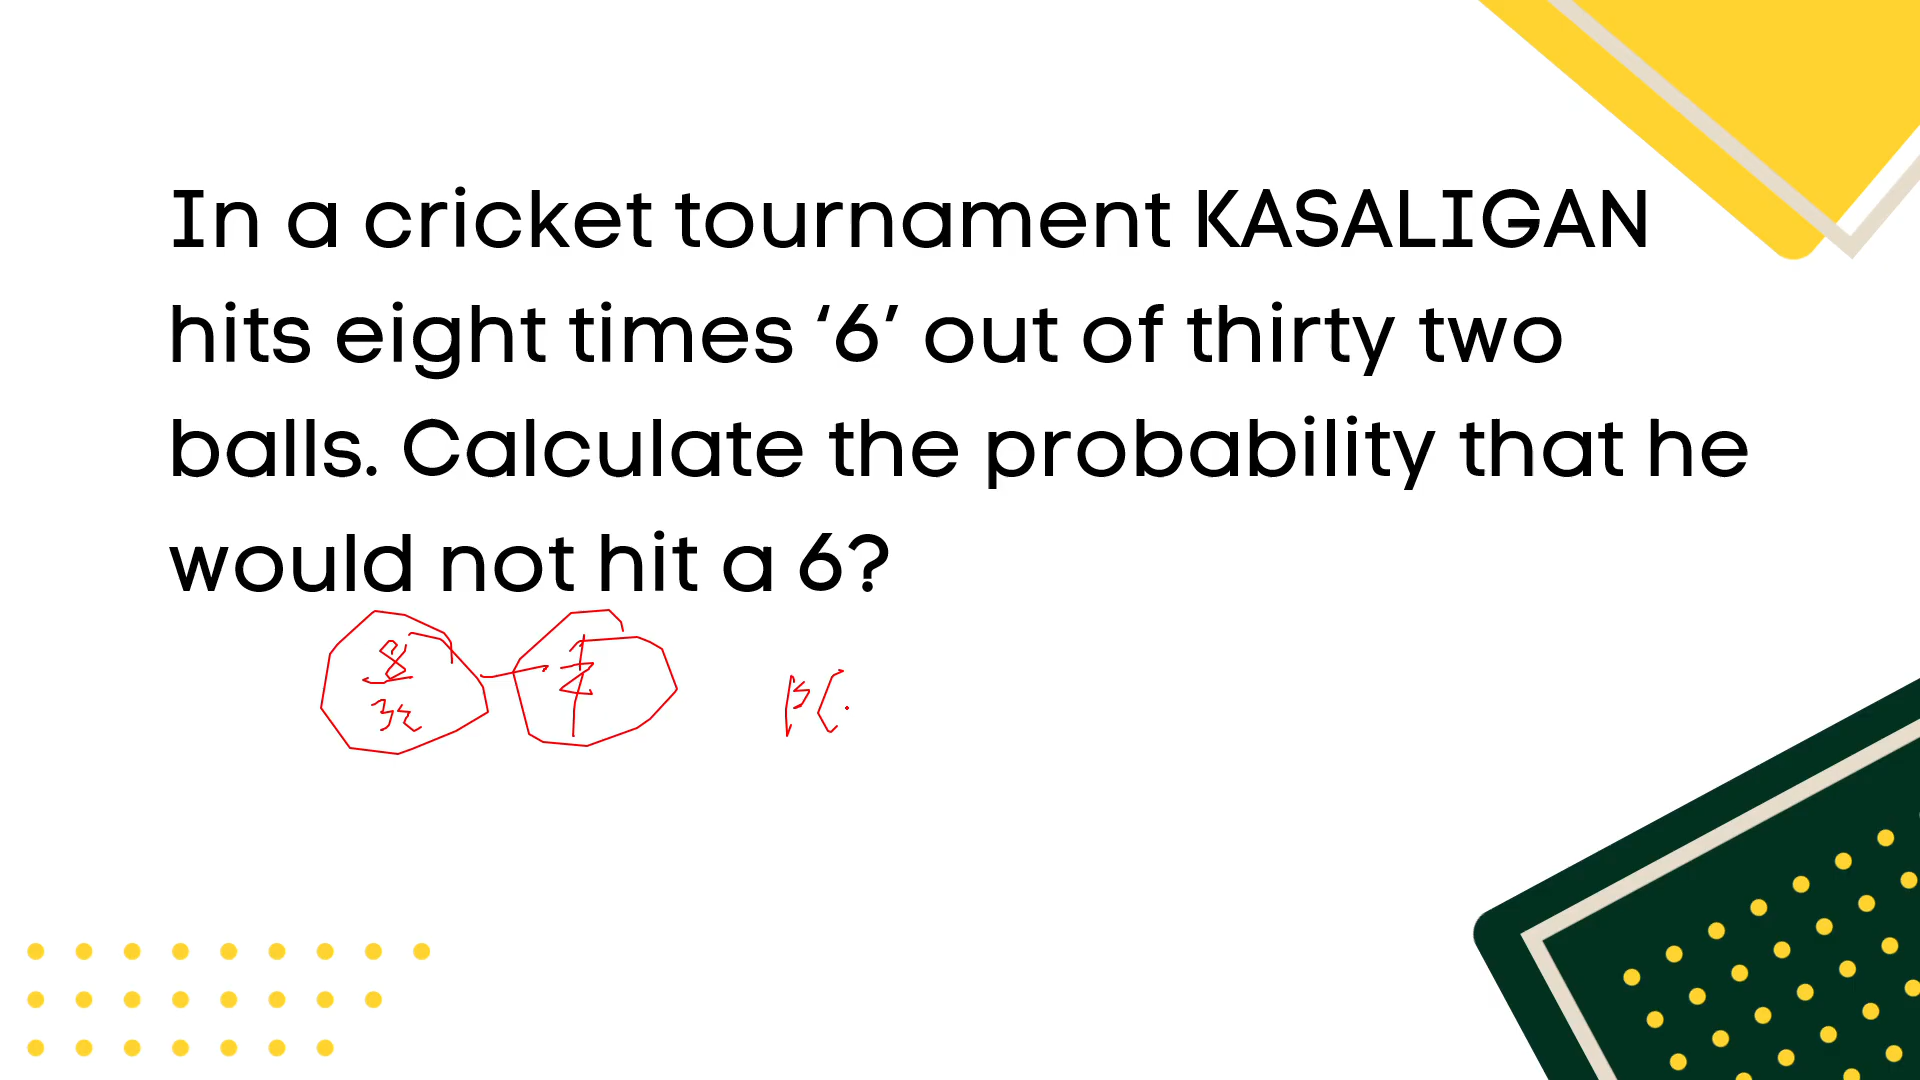 In a cricket tournament KASALIGAN
hits eight times ‘6’ out of thirty two
balls. Calculate the probability that he
would not hit a 6?
8
32
P(.